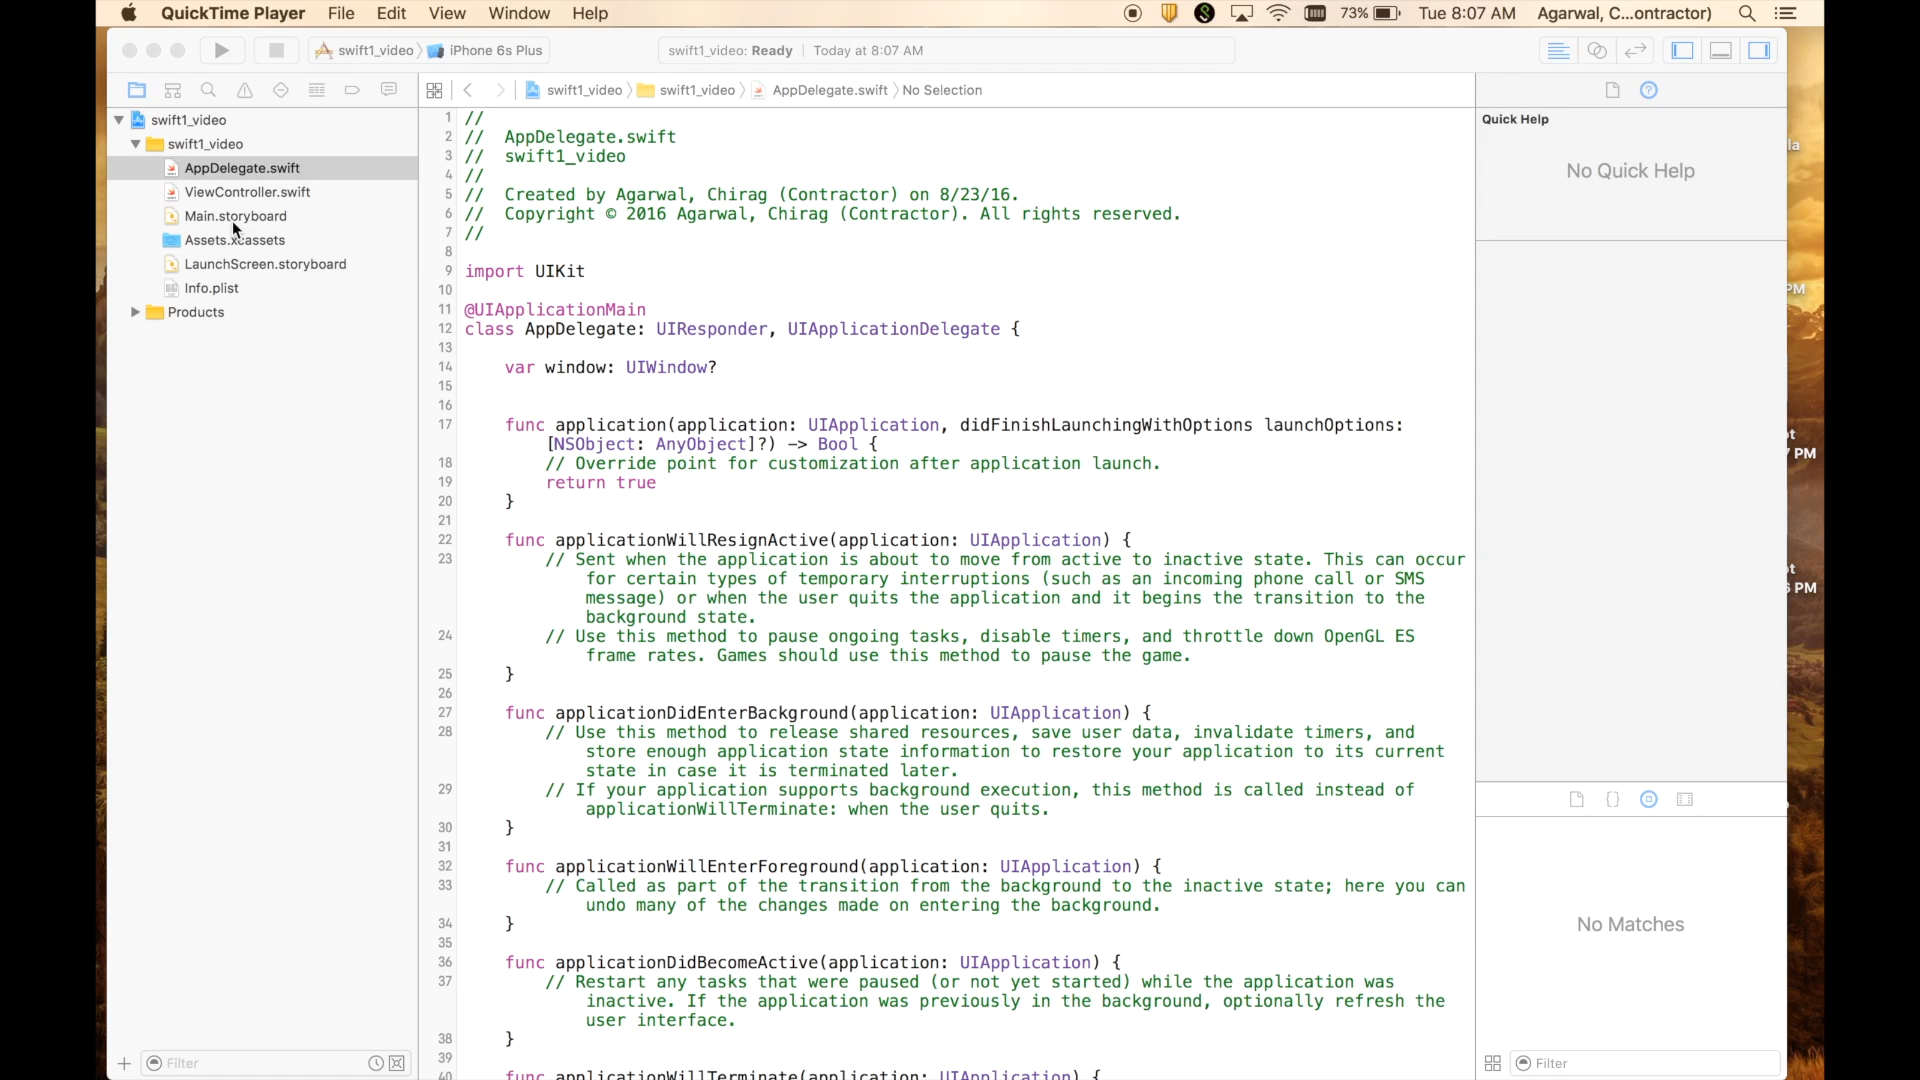 QuickTime Player File Edit View Window Help 73% Tue 8:07 AM Agarwal, C...ontractor)
swift1_video iPhone 6s Plus swift1_video: Ready Today at 8:07 AM
swift1_video swift1_video AppDelegate.swift No Selection
swift1_video
swift1_video
AppDelegate.swift
ViewController.swift
Main.storyboard
Assets.xcassets
LaunchScreen.storyboard
Info.plist
Products
Filter
1 //
2 // AppDelegate.swift
3 // swift1_video
4 //
5 // Created by Agarwal, Chirag (Contractor) on 8/23/16.
6 // Copyright © 2016 Agarwal, Chirag (Contractor). All rights reserved.
7 //
8
9 import UIKit
10
11 @UIApplicationMain
12 class AppDelegate: UIResponder, UIApplicationDelegate {
13
14 var window: UIWindow?
15
16
17 func application(application: UIApplication, didFinishLaunchingWithOptions launchOptions:
[NSObject: AnyObject]?) -> Bool {
18 // Override point for customization after application launch.
19 return true
20 }
21
22 func applicationWillResignActive(application: UIApplication) {
23 // Sent when the application is about to move from active to inactive state. This can occur
for certain types of temporary interruptions (such as an incoming phone call or SMS
message) or when the user quits the application and it begins the transition to the
background state.
24 // Use this method to pause ongoing tasks, disable timers, and throttle down OpenGL ES
frame rates. Games should use this method to pause the game.
25 }
26
27 func applicationDidEnterBackground(application: UIApplication) {
28 // Use this method to release shared resources, save user data, invalidate timers, and
store enough application state information to restore your application to its current
state in case it is terminated later.
29 // If your application supports background execution, this method is called instead of
applicationWillTerminate: when the user quits.
30 }
31
32 func applicationWillEnterForeground(application: UIApplication) {
33 // Called as part of the transition from the background to the inactive state; here you can
undo many of the changes made on entering the background.
34 }
35
36 func applicationDidBecomeActive(application: UIApplication) {
37 // Restart any tasks that were paused (or not yet started) while the application was
inactive. If the application was previously in the background, optionally refresh the
user interface.
38 }
39
40 func applicationWillTerminate(application: UIApplication) {
Quick Help
No Quick Help
No Matches
Filter
la
PM
ot
7 PM
ot
6 PM